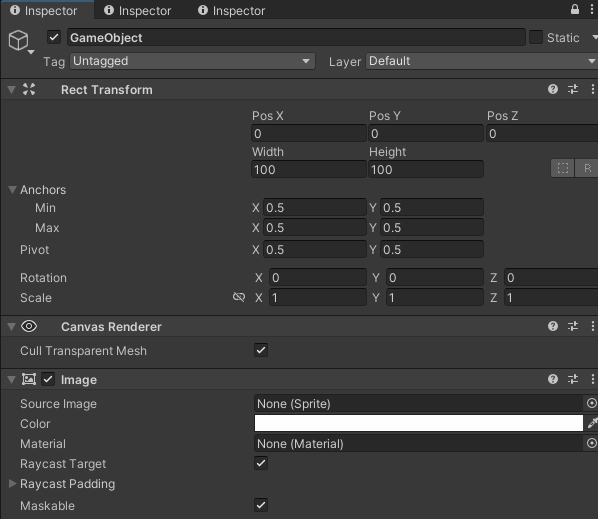 Inspector Inspector Inspector
GameObject Static
Tag Untagged Layer Default
Rect Transform
Pos X Pos Y Pos Z
0 0 0
Width Height
100 100 R
Anchors
Min X 0.5 Y 0.5
Max X 0.5 Y 0.5
Pivot X 0.5 Y 0.5
Rotation X 0 Y 0 Z 0
Scale X 1 Y 1 Z 1
Canvas Renderer
Cull Transparent Mesh
Image
Source Image None (Sprite)
Color
Material None (Material)
Raycast Target
Raycast Padding
Maskable